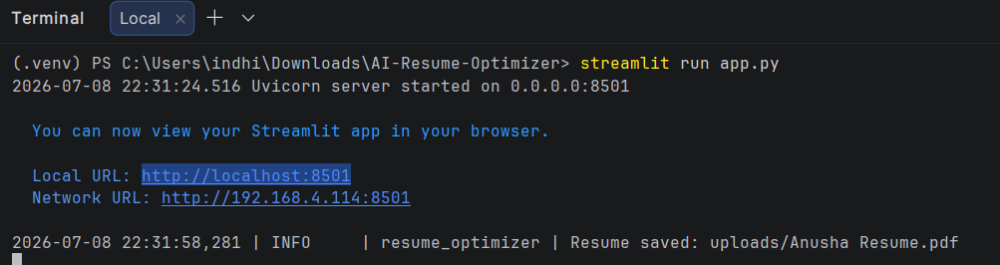 Terminal Local × +
(.venv) PS C:\Users\indhi\Downloads\AI-Resume-Optimizer> streamlit run app.py
2026-07-08 22:31:24.516 Uvicorn server started on 0.0.0.0:8501
You can now view your Streamlit app in your browser.
Local URL: http://localhost:8501
Network URL: http://192.168.4.114:8501
2026-07-08 22:31:58,281 | INFO     | resume_optimizer | Resume saved: uploads/Anusha Resume.pdf